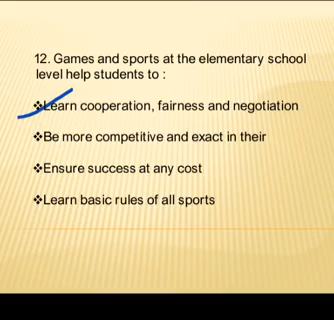 12. Games and sports at the elementary school
level help students to :
❖Learn cooperation, fairness and negotiation
❖Be more competitive and exact in their
❖Ensure success at any cost
❖Learn basic rules of all sports